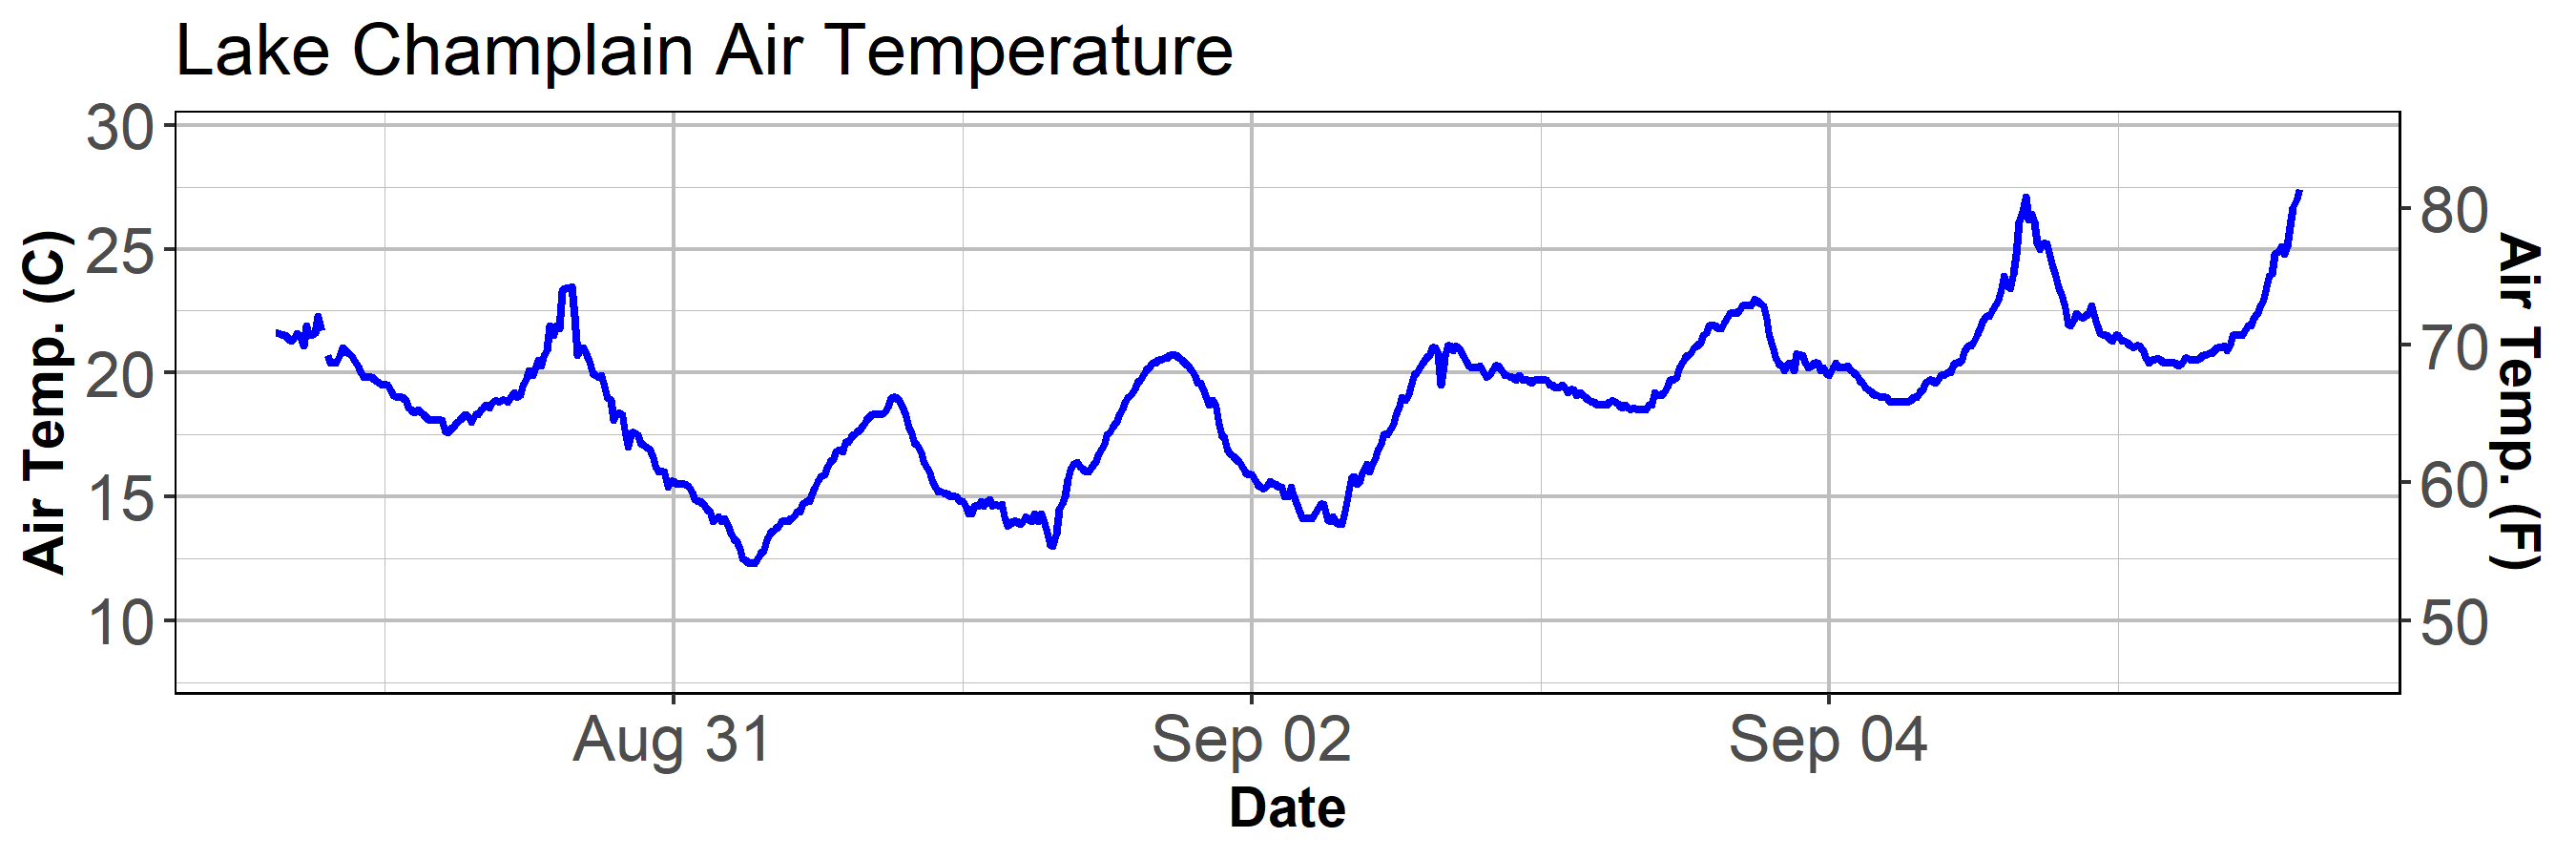 Lake Champlain Air Temperature
30
25
20
15
10
Air Temp. (C)
80
70
60
50
Air Temp. (F)
Aug 31
Sep 02
Sep 04
Date